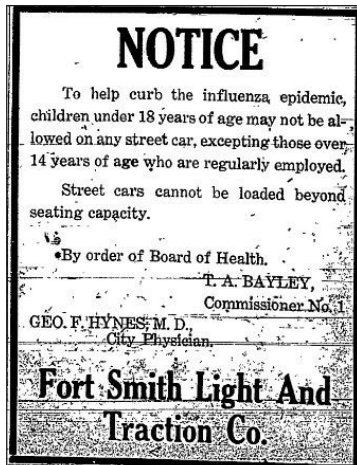 NOTICE
To help curb the influenza epidemic,
children under 18 years of age may not be al-
lowed on any street car, excepting those over
14 years of age who are regularly employed.
Street cars cannot be loaded beyond
seating capacity.
By order of Board of Health.
T. A. BAYLEY,
Commissioner No. 1
GEO. F. HYNES, M. D.,
City Physician.
Fort Smith Light And
Traction Co.